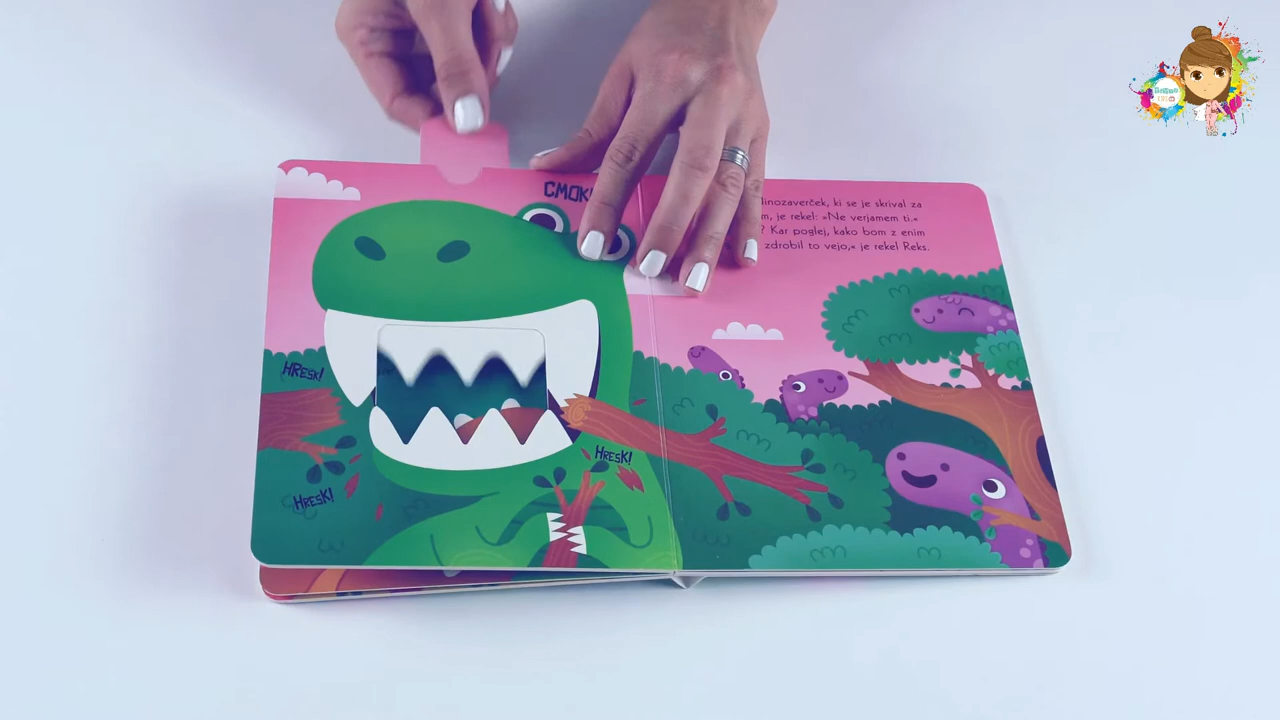 CMOK
dinozaverček, ki se je skrival za
m, je rekel: »Ne verjamem ti.«
? Kar poglej, kako bom z enim
zdrobil to vejo,« je rekel Reks.
HRESK!
HRESK!
HRESK!